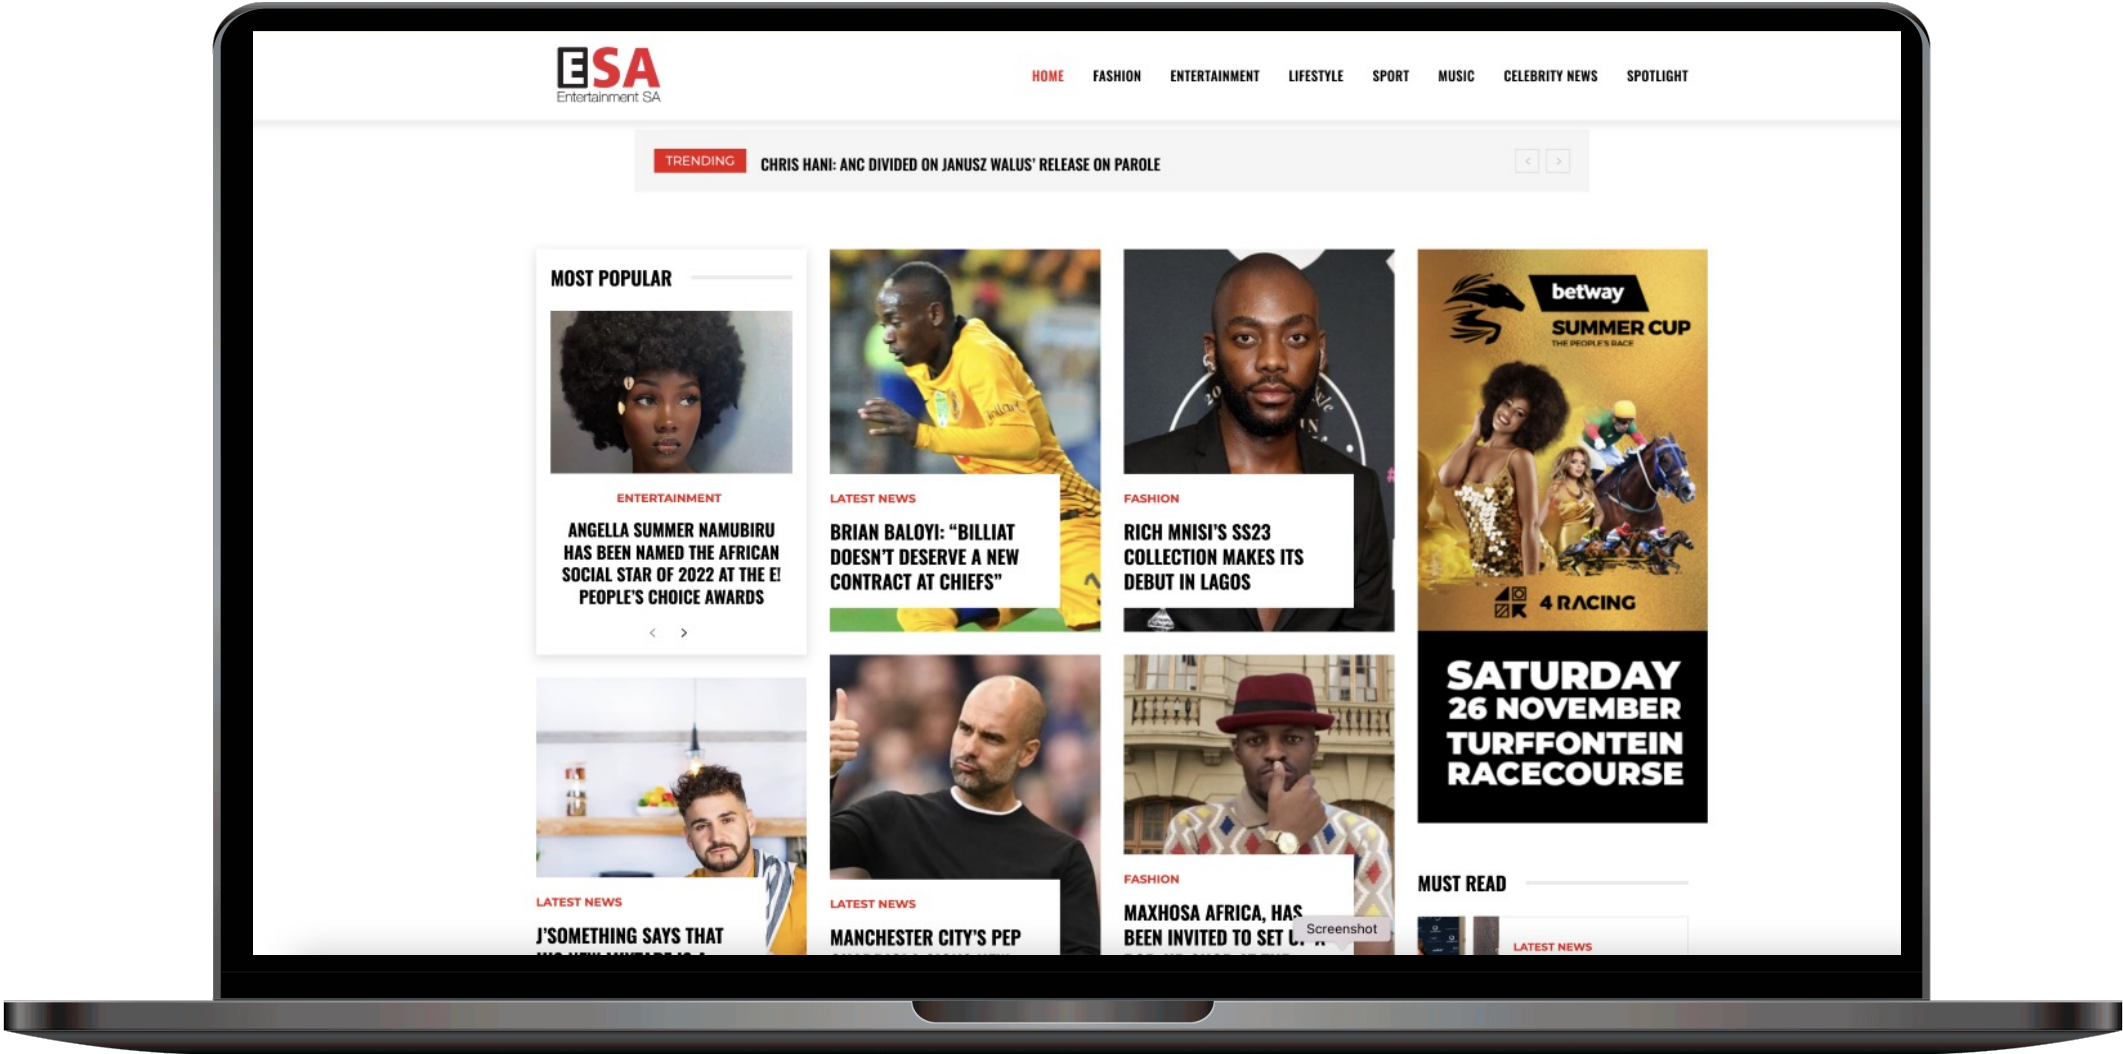 ESA
Entertainment SA
HOME FASHION ENTERTAINMENT LIFESTYLE SPORT MUSIC CELEBRITY NEWS SPOTLIGHT
TRENDING
CHRIS HANI: ANC DIVIDED ON JANUSZ WALUS’ RELEASE ON PAROLE
MOST POPULAR
ENTERTAINMENT
ANGELLA SUMMER NAMUBIRU
HAS BEEN NAMED THE AFRICAN
SOCIAL STAR OF 2022 AT THE E!
PEOPLE’S CHOICE AWARDS
LATEST NEWS
BRIAN BALOYI: “BILLIAT
DOESN’T DESERVE A NEW
CONTRACT AT CHIEFS”
FASHION
RICH MNISI’S SS23
COLLECTION MAKES ITS
DEBUT IN LAGOS
betway
SUMMER CUP
THE PEOPLE'S RACE
4 RACING
SATURDAY
26 NOVEMBER
TURFFONTEIN
RACECOURSE
LATEST NEWS
J’SOMETHING SAYS THAT
LATEST NEWS
MANCHESTER CITY’S PEP
FASHION
MAXHOSA AFRICA, HAS
BEEN INVITED TO SET
Screenshot
MUST READ
LATEST NEWS